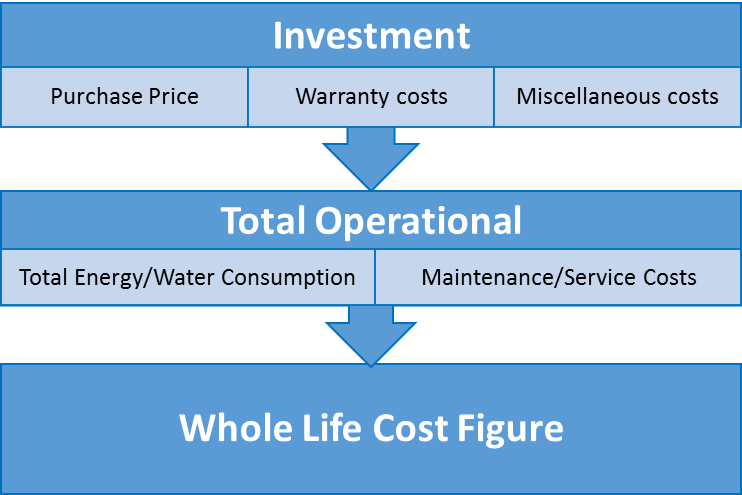 Investment
Purchase Price
Warranty costs
Miscellaneous costs
Total Operational
Total Energy/Water Consumption
Maintenance/Service Costs
Whole Life Cost Figure